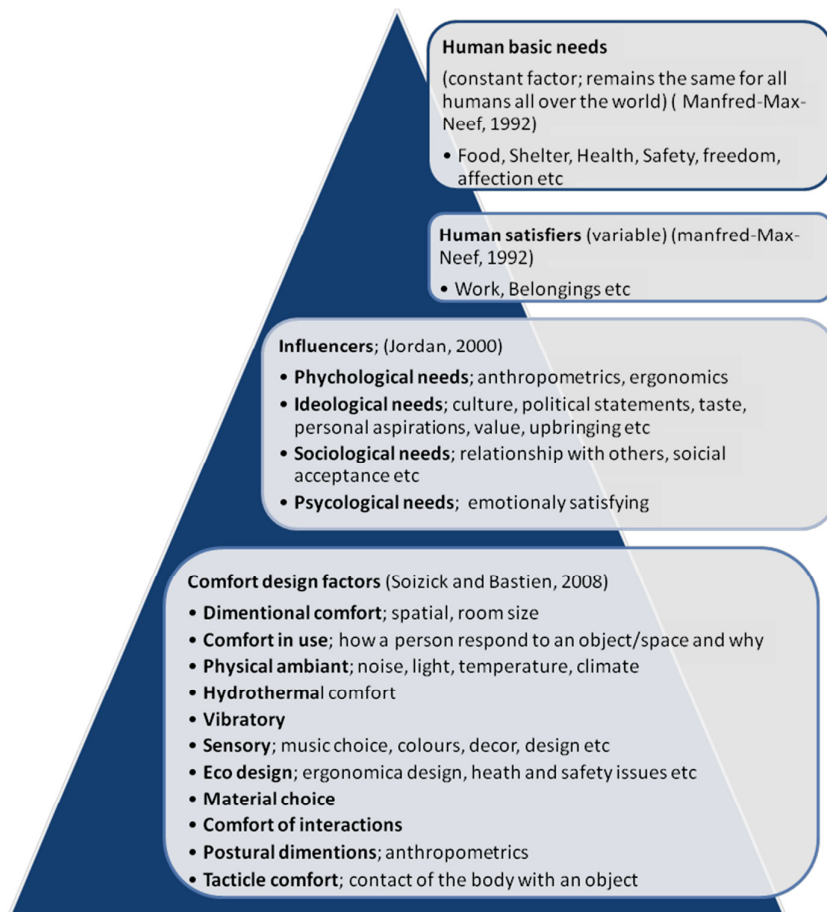 Human basic needs
(constant factor; remains the same for all
humans all over the world) ( Manfred-Max-
Neef, 1992)
• Food, Shelter, Health, Safety, freedom,
affection etc
Human satisfiers (variable) (manfred-Max-
Neef, 1992)
• Work, Belongings etc
Influencers; (Jordan, 2000)
• Phychological needs; anthropometrics, ergonomics
• Ideological needs; culture, political statements, taste,
personal aspirations, value, upbringing etc
• Sociological needs; relationship with others, soicial
acceptance etc
• Psycological needs;  emotionaly satisfying
Comfort design factors (Soizick and Bastien, 2008)
• Dimentional comfort; spatial, room size
• Comfort in use; how a person respond to an object/space and why
• Physical ambiant; noise, light, temperature, climate
• Hydrothermal comfort
• Vibratory
• Sensory; music choice, colours, decor, design etc
• Eco design; ergonomica design, heath and safety issues etc
• Material choice
• Comfort of interactions
• Postural dimentions; anthropometrics
• Tacticle comfort; contact of the body with an object